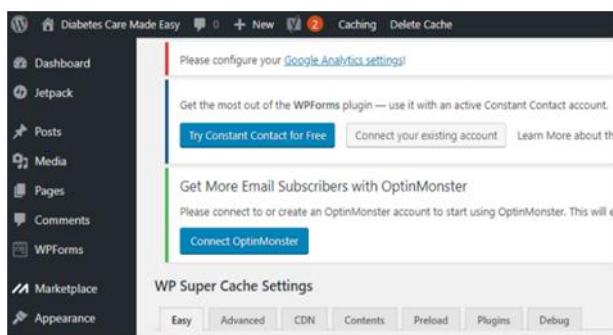 Diabetes Care Made Easy 0 + New 2 Caching Delete Cache
Dashboard
Jetpack
Posts
Media
Pages
Comments
WPForms
Marketplace
Appearance
Please configure your Google Analytics settings!
Get the most out of the WPForms plugin — use it with an active Constant Contact account.
Try Constant Contact for Free Connect your existing account Learn More about th
Get More Email Subscribers with OptinMonster
Please connect to or create an OptinMonster account to start using OptinMonster. This will e
Connect OptinMonster
WP Super Cache Settings
Easy Advanced CDN Contents Preload Plugins Debug